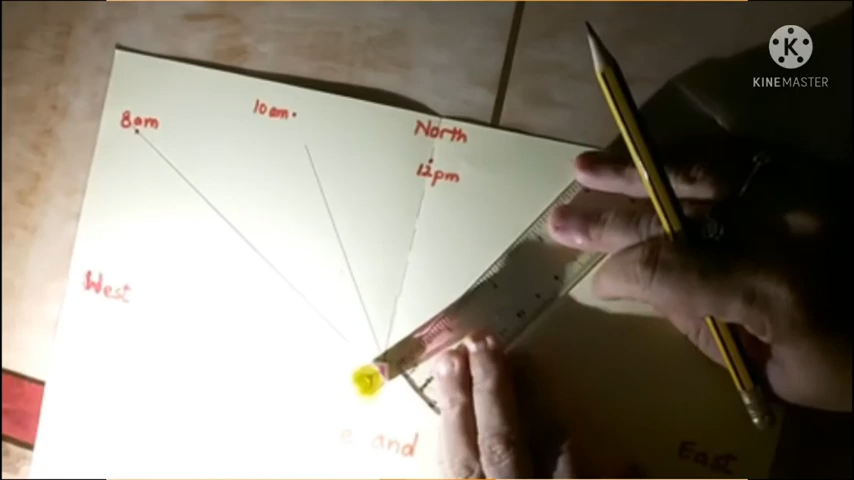 KINEMASTER
10am
North
8am
12pm
West
and
East